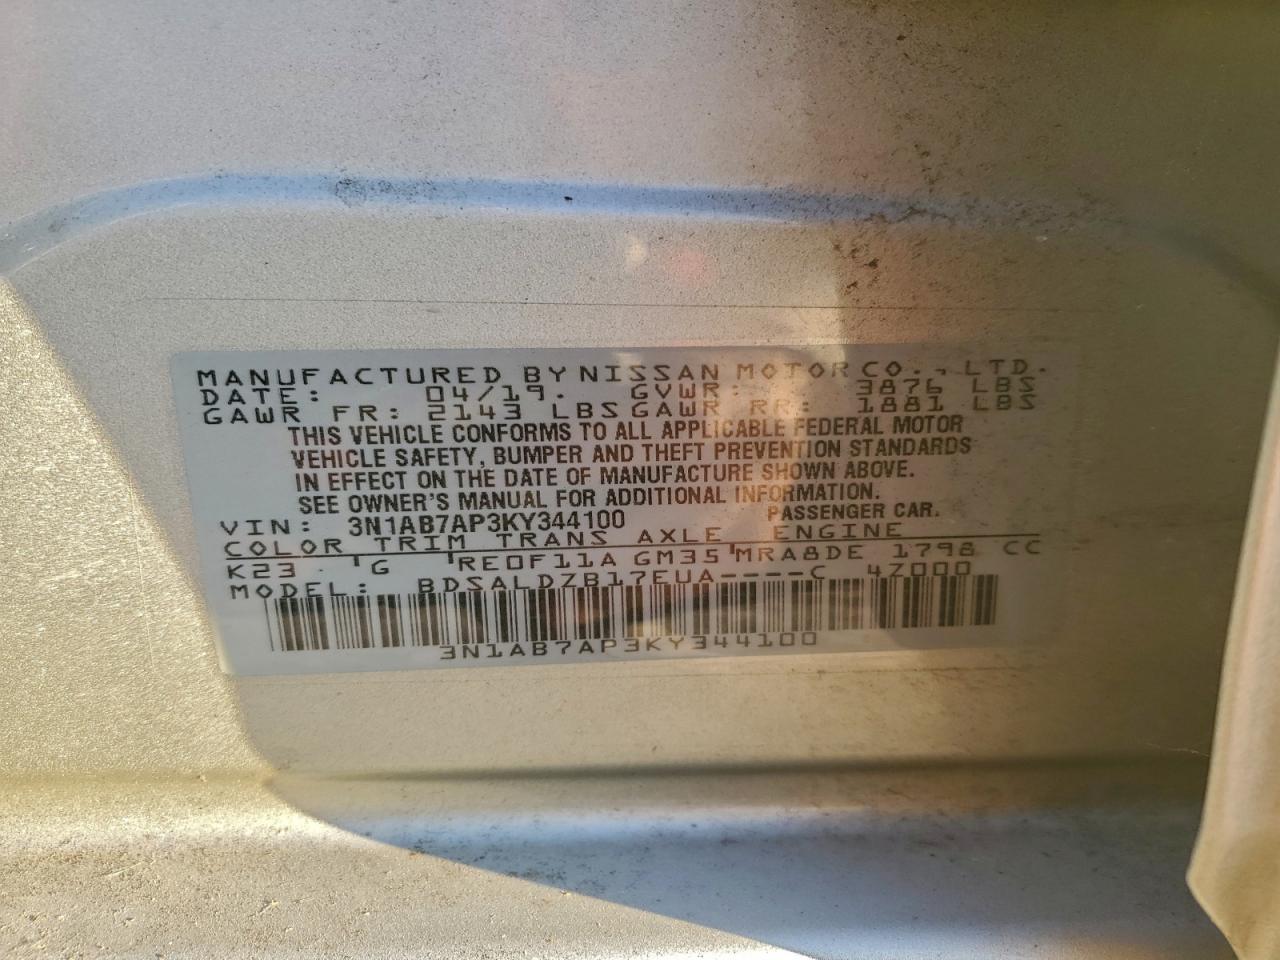 MANUFACTURED BY NISSAN MOTOR CO., LTD.
DATE: 04/19. GVWR: 3876 LBS
GAWR FR: 2143 LBS GAWR RR: 1881 LBS
THIS VEHICLE CONFORMS TO ALL APPLICABLE FEDERAL MOTOR
VEHICLE SAFETY, BUMPER AND THEFT PREVENTION STANDARDS
IN EFFECT ON THE DATE OF MANUFACTURE SHOWN ABOVE.
SEE OWNER'S MANUAL FOR ADDITIONAL INFORMATION.
VIN: 3N1AB7AP3KY344100 PASSENGER CAR.
COLOR TRIM TRANS AXLE ENGINE
K23 'G 'RE0F11A GM35'MRA8DE 1798 CC
MODEL: BDSALDZB17EUA----C 4Z000
3N1AB7AP3KY344100